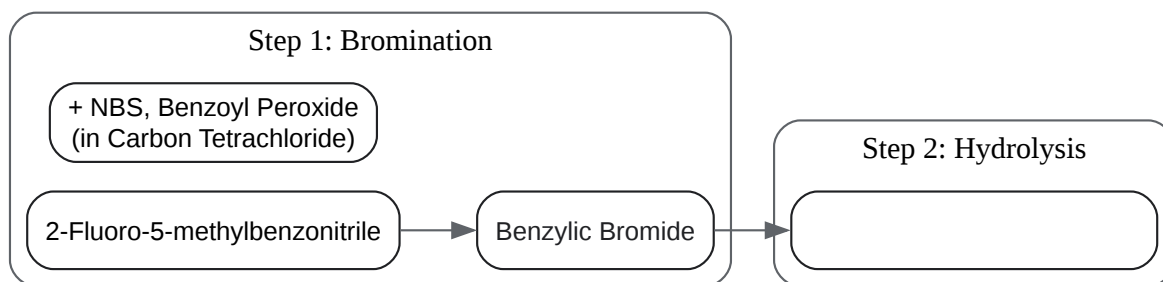 Step 1: Bromination
+ NBS, Benzoyl Peroxide
(in Carbon Tetrachloride)
2-Fluoro-5-methylbenzonitrile
Benzylic Bromide
Step 2: Hydrolysis